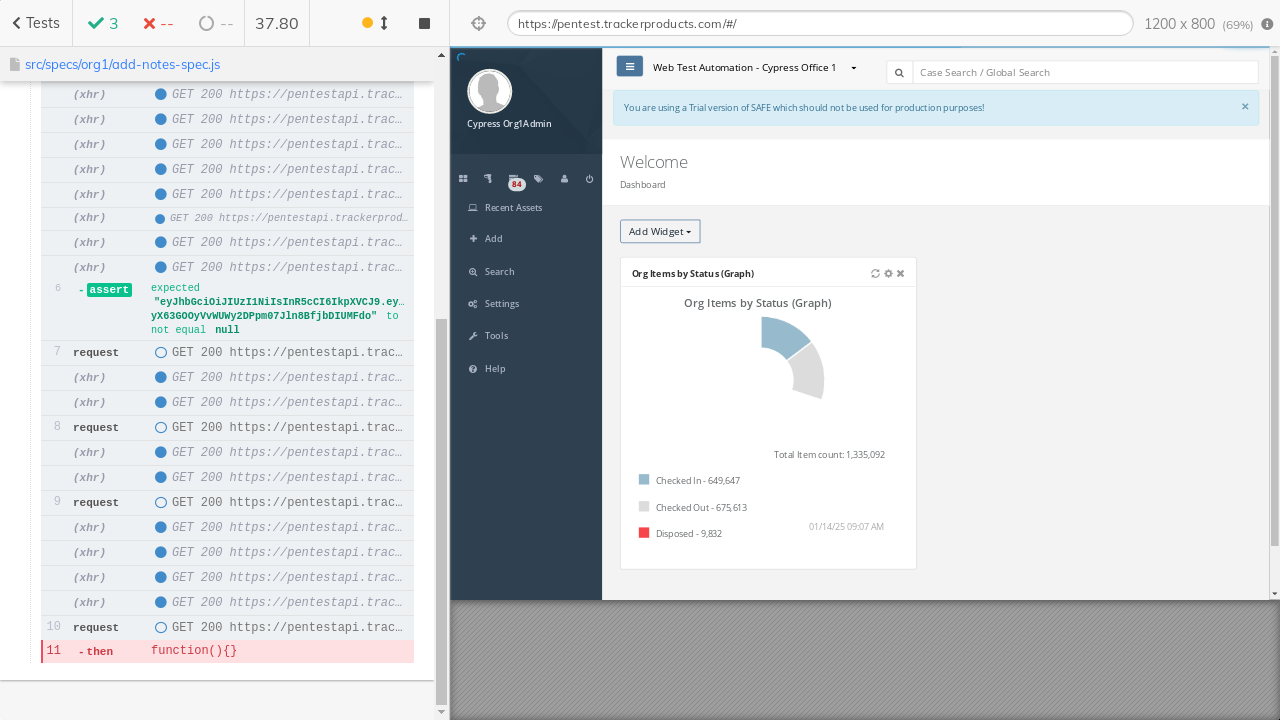 Tests
3
--
--
37.80
https://pentest.trackerproducts.com/#/
1200 x 800 (69%)
src/specs/org1/add-notes-spec.js
(xhr) GET 200 https://pentestapi.trac…
(xhr) GET 200 https://pentestapi.trac…
(xhr) GET 200 https://pentestapi.trac…
(xhr) GET 200 https://pentestapi.trac…
(xhr) GET 200 https://pentestapi.trac…
(xhr) GET 200 https://pentestapi.trackerprod…
(xhr) GET 200 https://pentestapi.trac…
(xhr) GET 200 https://pentestapi.trac…
6 - assert expected
"eyJhbGciOiJIUzI1NiIsInR5cCI6IkpXVCJ9.ey…
yX63GOOyVvWUWy2DPpm07Jln8BfjbDIUMFdo" to
not equal null
7 request GET 200 https://pentestapi.trac…
(xhr) GET 200 https://pentestapi.trac…
(xhr) GET 200 https://pentestapi.trac…
8 request GET 200 https://pentestapi.trac…
(xhr) GET 200 https://pentestapi.trac…
(xhr) GET 200 https://pentestapi.trac…
9 request GET 200 https://pentestapi.trac…
(xhr) GET 200 https://pentestapi.trac…
(xhr) GET 200 https://pentestapi.trac…
(xhr) GET 200 https://pentestapi.trac…
(xhr) GET 200 https://pentestapi.trac…
10 request GET 200 https://pentestapi.trac…
11 - then function(){}
Cypress Org1Admin
84
Recent Assets
Add
Search
Settings
Tools
Help
Web Test Automation - Cypress Office 1
Case Search / Global Search
You are using a Trial version of SAFE which should not be used for production purposes!
×
Welcome
Dashboard
Add Widget
Org Items by Status (Graph)
Org Items by Status (Graph)
Total Item count: 1,335,092
Checked In - 649,647
Checked Out - 675,613
01/14/25 09:07 AM
Disposed - 9,832